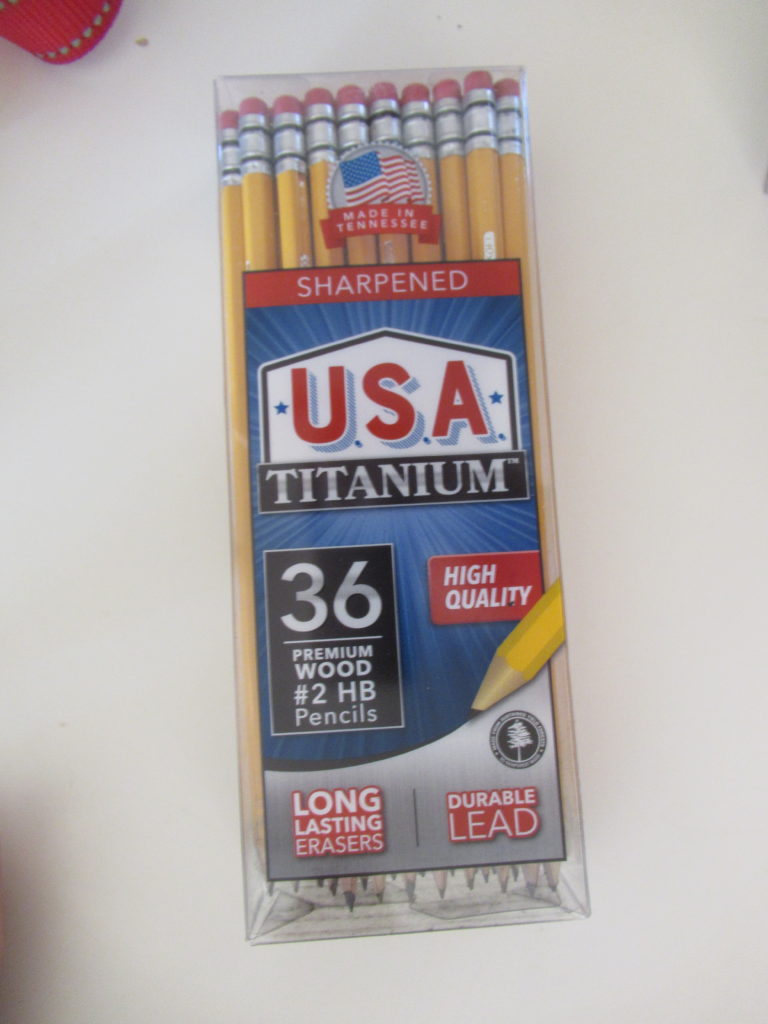 MADE IN
TENNESSEE
SHARPENED
U.S.A.
TITANIUM™
36
PREMIUM
WOOD
#2 HB
Pencils
HIGH
QUALITY
LONG
LASTING
ERASERS
DURABLE
LEAD